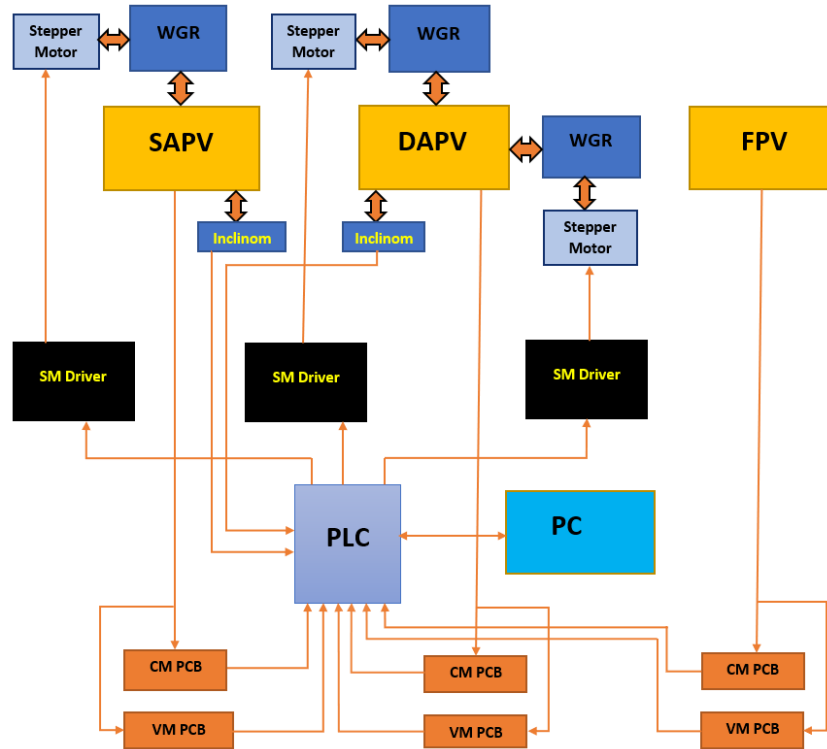 Stepper
Motor
WGR
Stepper
Motor
WGR
SAPV
DAPV
WGR
FPV
Inclinom
Inclinom
Stepper
Motor
SM Driver
SM Driver
SM Driver
PLC
PC
CM PCB
CM PCB
CM PCB
VM PCB
VM PCB
VM PCB